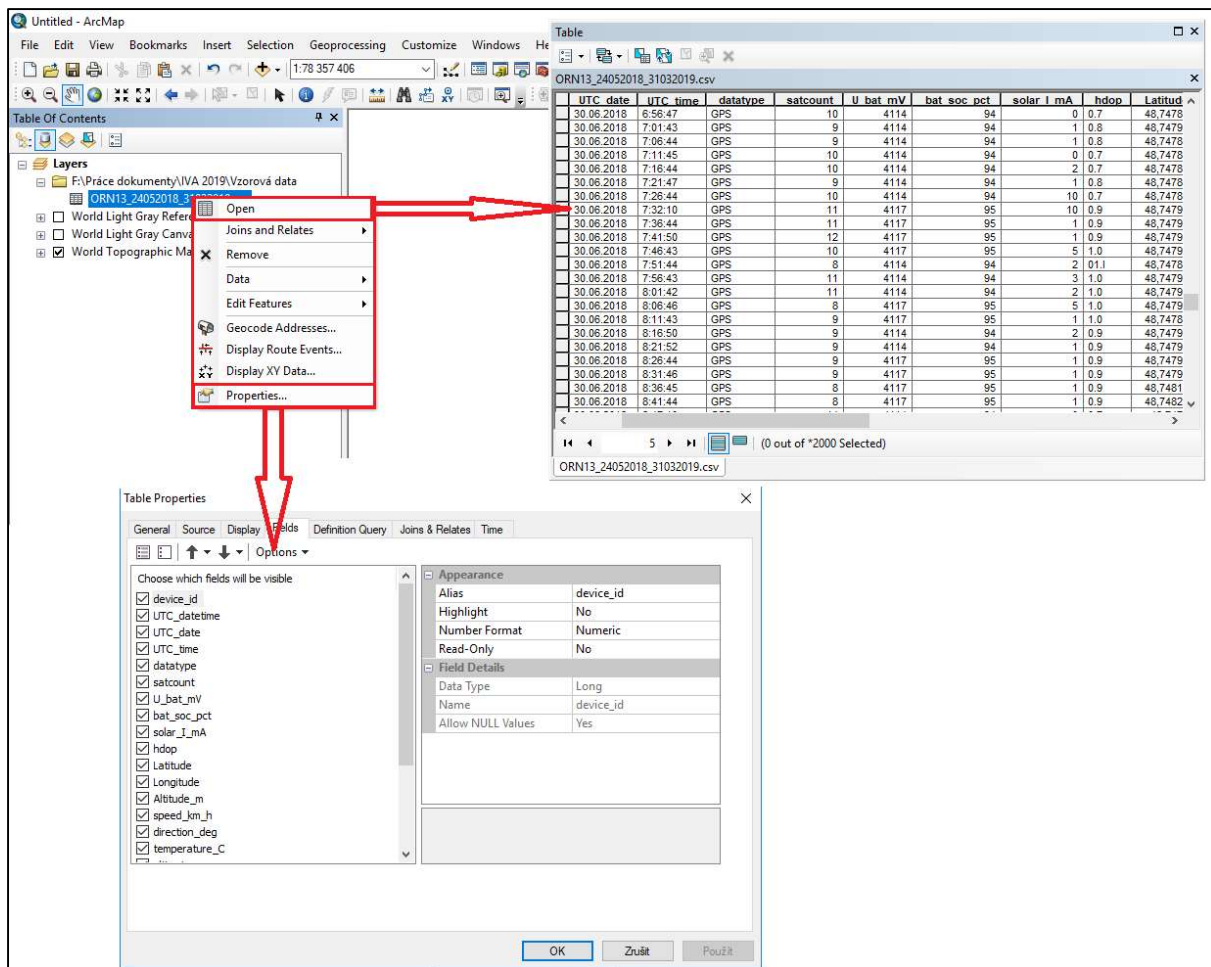 Untitled - ArcMap
File Edit View Bookmarks Insert Selection Geoprocessing Customize Windows He
1:78 357 406
Table Of Contents
Layers
F:\Práce dokumenty\IVA 2019\Vzorová data
World Light Gray Refer
World Light Gray Canva
World Topographic Ma
Open
Joins and Relates
Remove
Data
Edit Features
Geocode Addresses...
Display Route Events...
Display XY Data...
Properties...
Table
ORN13_24052018_31032019.csv
UTC_date UTC_time datatype satcount U_bat_mV bat_soc_pct solar_I_mA hdop Latitud
30.06.2018 6:56:47 GPS 10 4114 94 0 0.7 48,7478
30.06.2018 7:01:43 GPS 9 4114 94 1 0.8 48,7478
30.06.2018 7:06:44 GPS 9 4114 94 1 0.8 48,7478
30.06.2018 7:11:45 GPS 10 4114 94 0 0.7 48,7478
30.06.2018 7:16:44 GPS 10 4114 94 2 0.7 48,7478
30.06.2018 7:21:47 GPS 9 4114 94 1 0.8 48,7478
30.06.2018 7:26:44 GPS 10 4114 94 10 0.7 48,7478
30.06.2018 7:32:10 GPS 11 4117 95 10 0.9 48,7479
30.06.2018 7:36:44 GPS 11 4117 95 1 0.9 48,7479
30.06.2018 7:41:50 GPS 12 4117 95 1 0.9 48,7479
30.06.2018 7:46:43 GPS 10 4117 95 5 1.0 48,7478
30.06.2018 7:51:44 GPS 8 4114 94 2 01.I 48,7479
30.06.2018 7:56:43 GPS 11 4114 94 3 1.0 48,7479
30.06.2018 8:01:42 GPS 11 4114 94 2 1.0 48,7479
30.06.2018 8:06:46 GPS 8 4117 95 5 1.0 48,7479
30.06.2018 8:11:43 GPS 9 4117 95 1 1.0 48,7478
30.06.2018 8:16:50 GPS 9 4114 94 2 0.9 48,7479
30.06.2018 8:21:52 GPS 9 4117 94 1 0.9 48,7479
30.06.2018 8:26:44 GPS 9 4117 95 1 0.9 48,7479
30.06.2018 8:31:46 GPS 9 4117 95 1 0.9 48,7479
30.06.2018 8:36:45 GPS 8 4117 95 1 0.9 48,7481
30.06.2018 8:41:44 GPS 8 4117 95 1 0.9 48,7482
5 (0 out of *2000 Selected)
ORN13_24052018_31032019.csv
Table Properties
General Source Display Fields Definition Query Joins & Relates Time
Options
Choose which fields will be visible
device_id
UTC_datetime
UTC_date
UTC_time
datatype
satcount
U_bat_mV
bat_soc_pct
solar_I_mA
hdop
Latitude
Longitude
Altitude_m
speed_km_h
direction_deg
temperature_C
Appearance
Alias device_id
Highlight No
Number Format Numeric
Read-Only No
Field Details
Data Type Long
Name device_id
Allow NULL Values Yes
OK Zrušit Použít